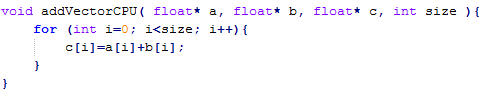 void addVectorCPU( float* a, float* b, float* c, int size ){
    for (int i=0; i<size; i++){
        c[i]=a[i]+b[i];
    }
}